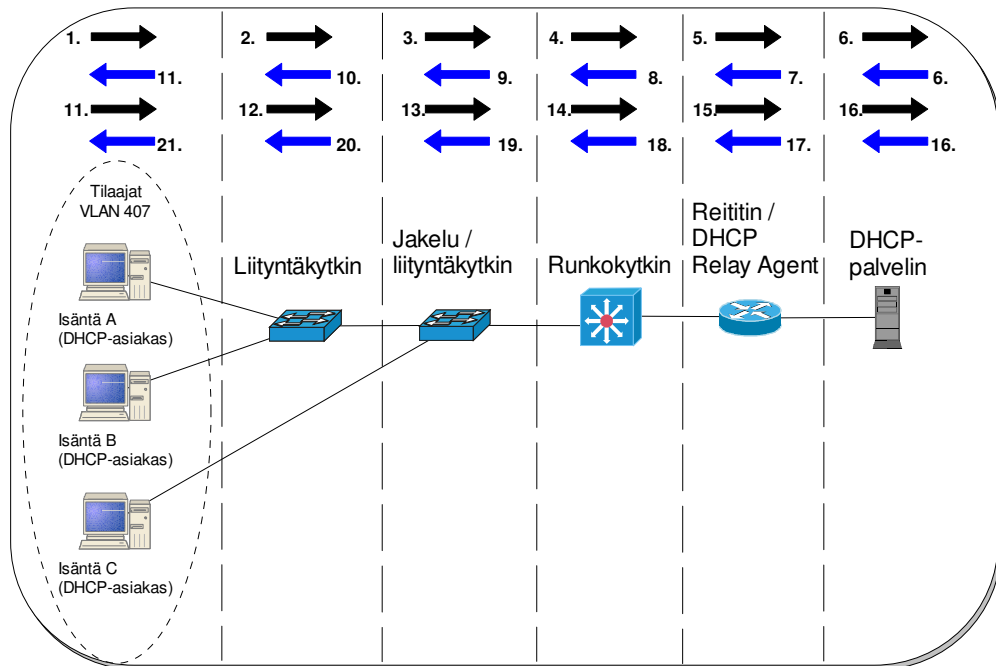 1. 2. 3. 4. 5. 6.
11. 10. 9. 8. 7. 6.
11. 12. 13. 14. 15. 16.
21. 20. 19. 18. 17. 16.
Tilaajat
VLAN 407
Isäntä A
(DHCP-asiakas)
Isäntä B
(DHCP-asiakas)
Isäntä C
(DHCP-asiakas)
Liityntäkytkin
Jakelu /
liityntäkytkin
Runkokytkin
Reititin /
DHCP
Relay Agent
DHCP-
palvelin